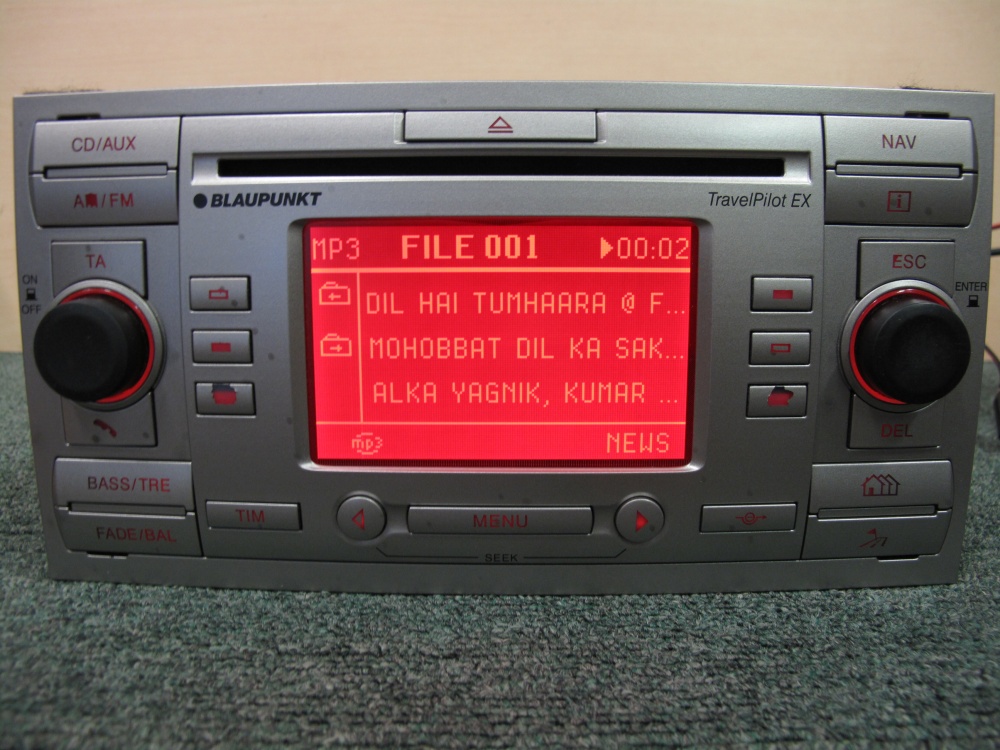 CD/AUX
NAV
/FM
BLAUPUNKT
TravelPilot EX
TA
ESC
ON
OFF
ENTER
MP3 FILE 001 00:02
DIL HAI TUMHAARA @ F...
MOHOBBAT DIL KA SAK...
ALKA YAGNIK, KUMAR ...
mp3 NEWS
DEL
BASS/TRE
FADE/BAL
TIM
MENU
SEEK